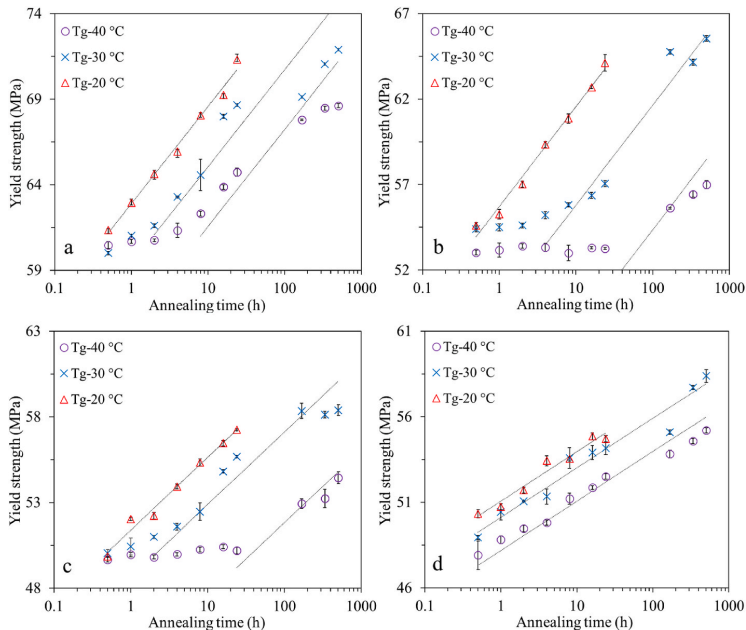 74
69
64
59
Yield strength (MPa)
Tg-40 °C
Tg-30 °C
Tg-20 °C
a
0.1 1 10 100 1000
Annealing time (h)
67
62
57
52
Yield strength (MPa)
Tg-40 °C
Tg-30 °C
Tg-20 °C
b
0.1 1 10 100 1000
Annealing time (h)
63
58
53
48
Yield strength (MPa)
Tg-40 °C
Tg-30 °C
Tg-20 °C
c
0.1 1 10 100 1000
Annealing time (h)
61
56
51
46
Yield strength (MPa)
Tg-40 °C
Tg-30 °C
Tg-20 °C
d
0.1 1 10 100 1000
Annealing time (h)